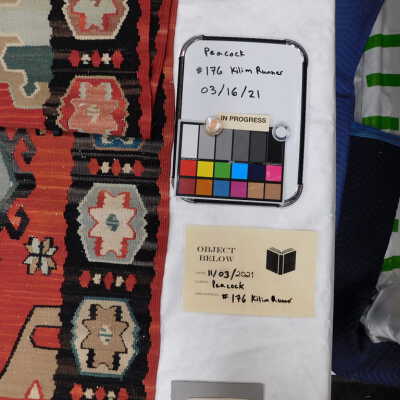 Peacock
#176 Kilim Runner
03/16/21
IN PROGRESS
OBJECT
BELOW
11/03/2021
Peacock
#176 Kilim Runner